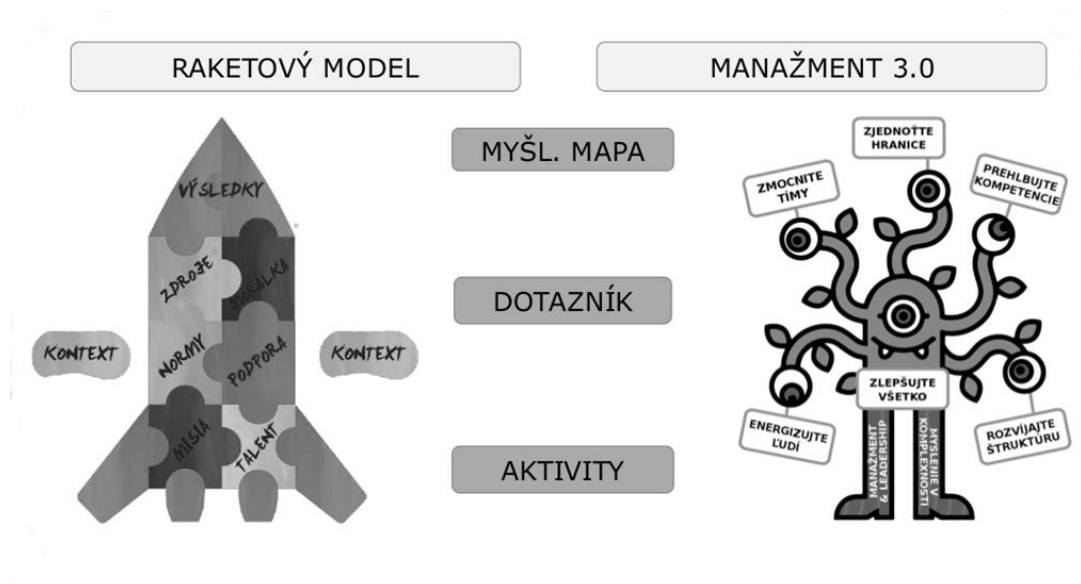 RAKETOVÝ MODEL
MANAŽMENT 3.0
VÝSLEDKY
ZDROJE
MORÁLKA
KONTEXT
NORMY
PODPORA
KONTEXT
MISIA
TALENT
MYŠL. MAPA
DOTAZNÍK
AKTIVITY
ZJEDNOŤTE
HRANICE
ZMOCNITE
TÍMY
PREHLBUJTE
KOMPETENCIE
ZLEPŠUJTE
VŠETKO
ENERGIZUJTE
ĽUDÍ
ROZVÍJAJTE
ŠTRUKTÚRU
MANAŽMENT
& LEADERSHIP
MYSLENIE V
KOMPLEXNOSTI